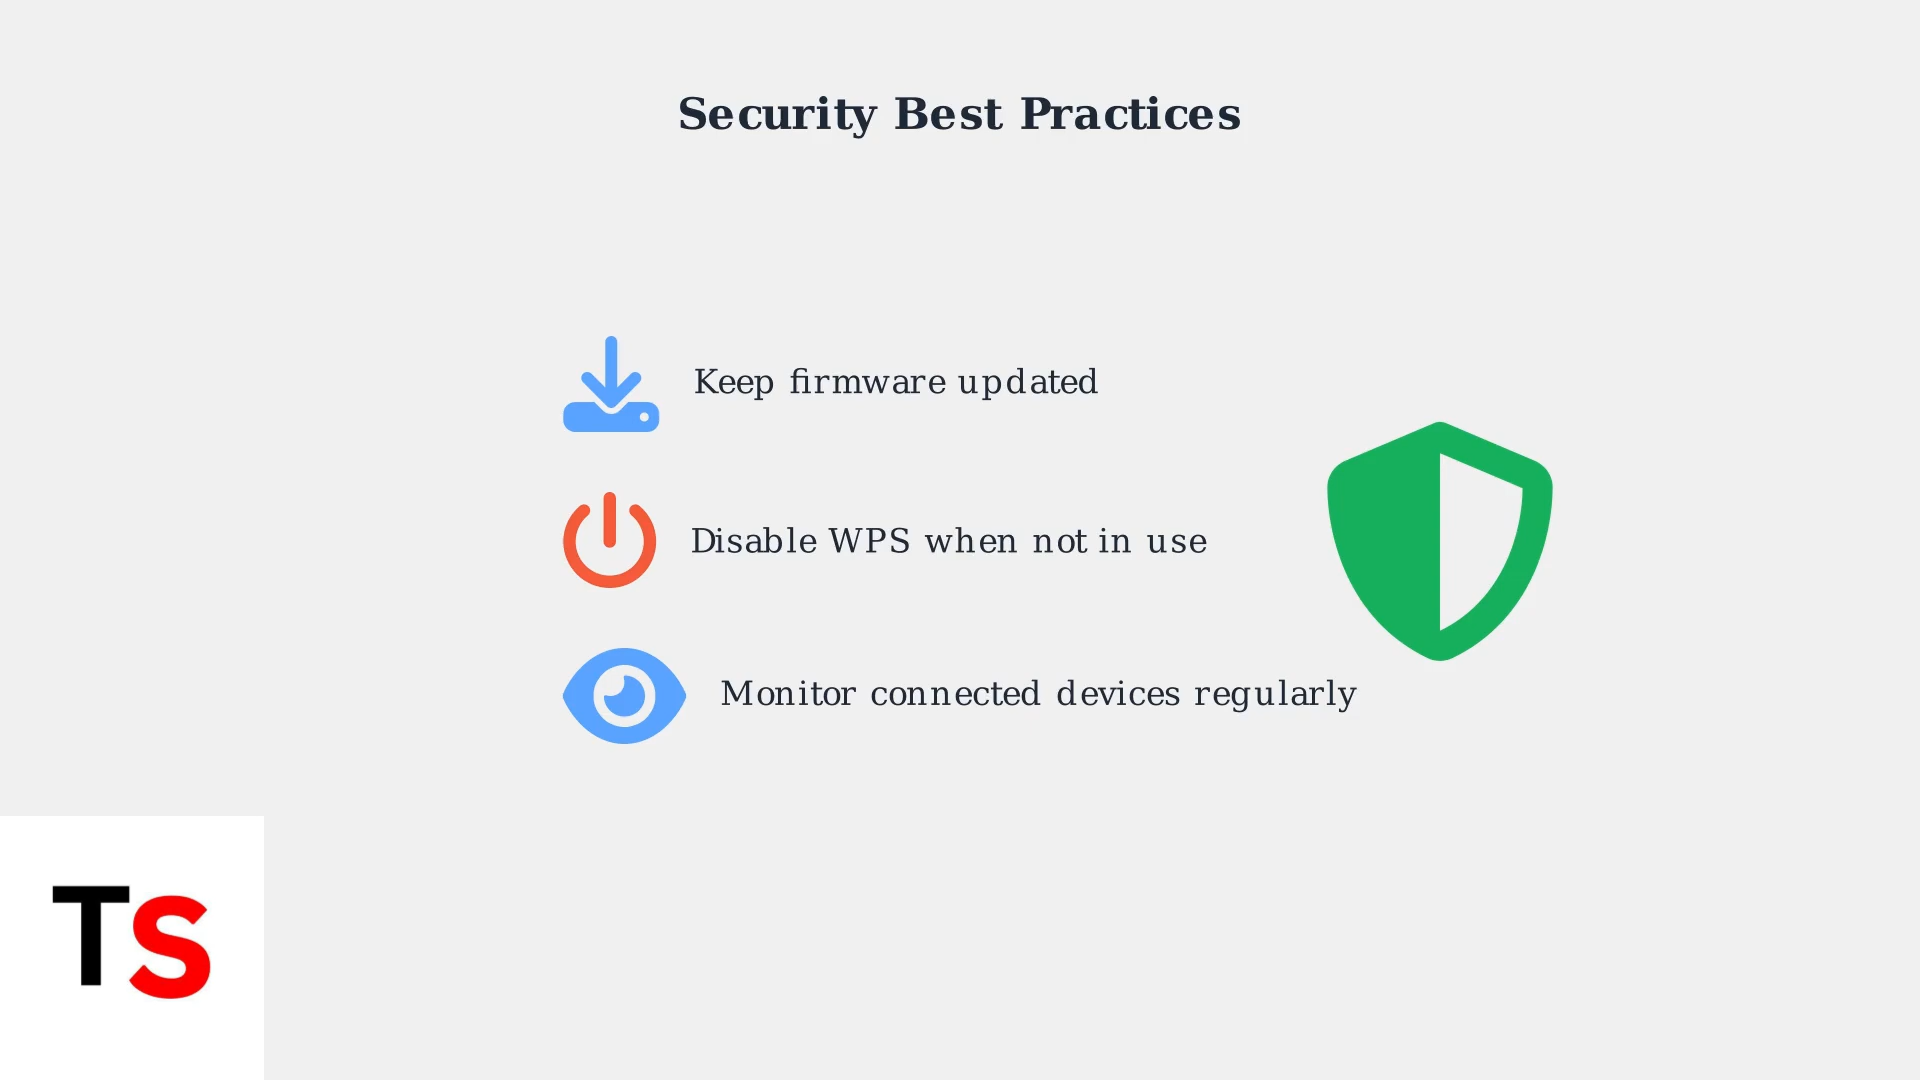 Security Best Practices
Keep firmware updated
Disable WPS when not in use
Monitor connected devices regularly
TS